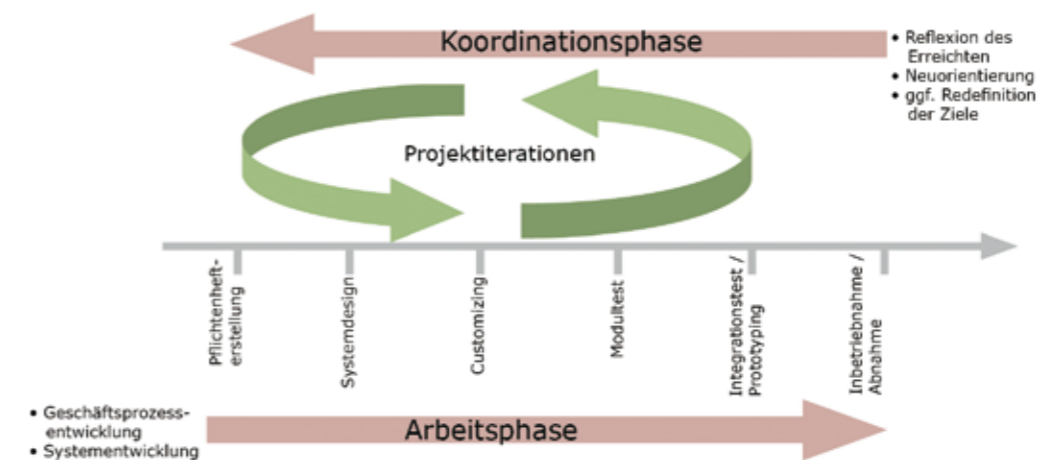 Koordinationsphase
• Reflexion des
Erreichten
• Neuorientierung
• ggf. Redefinition
der Ziele
Projektiterationen
Pflichtenheft-
erstellung
Systemdesign
Customizing
Modultest
Integrationstest /
Prototyping
Inbetriebnahme /
Abnahme
• Geschäftsprozess-
entwicklung
• Systementwicklung
Arbeitsphase